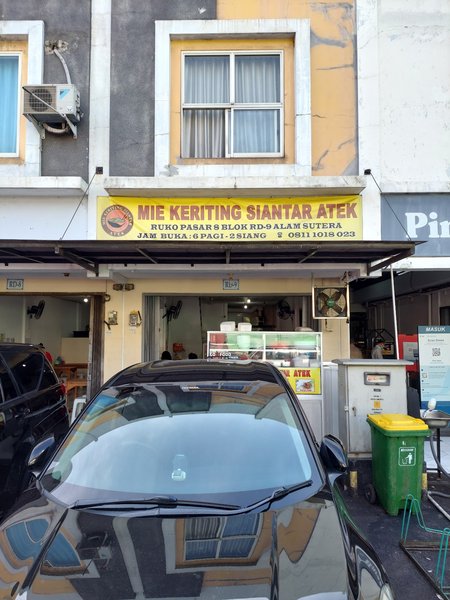 MIE KERITING SIANTAR ATEK
RUKO PASAR 8 BLOK RD-9 ALAM SUTERA
JAM BUKA : 6 PAGI - 2 SIANG 0811 1018 023
Pin
RD-8
RD-9
MASUK
ATEK